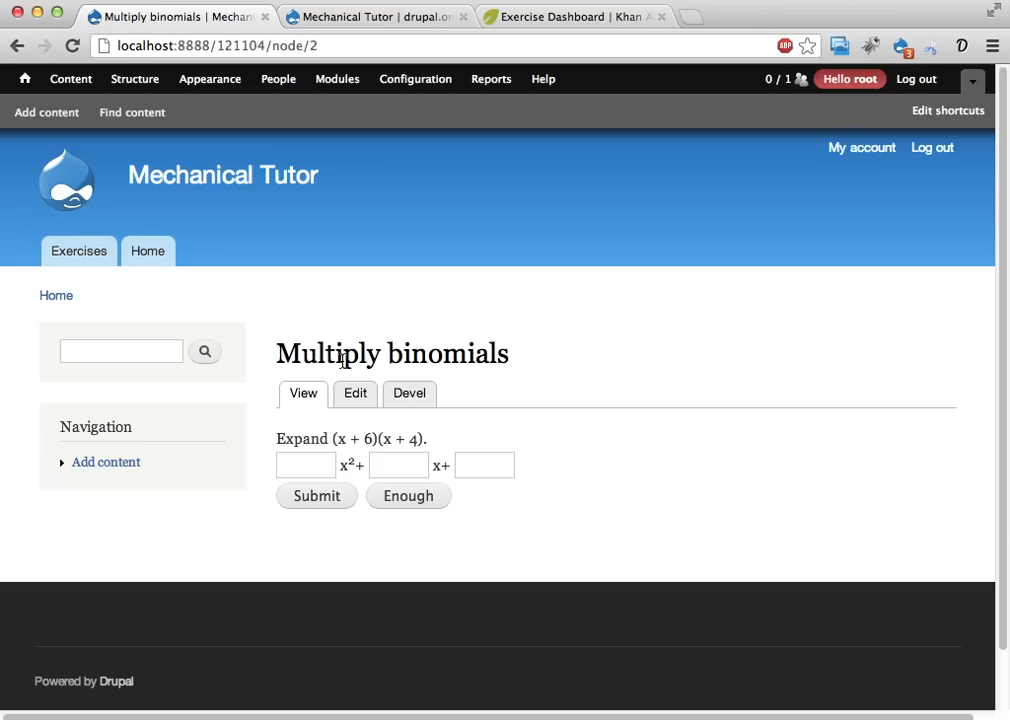 Multiply binomials | Mechan
Mechanical Tutor | drupal.or
Exercise Dashboard | Khan A
localhost:8888/121104/node/2
ABP
3
D
Content Structure Appearance People Modules Configuration Reports Help
0 / 1 Hello root Log out
Add content Find content Edit shortcuts
My account Log out
Mechanical Tutor
Exercises Home
Home
Multiply binomials
View Edit Devel
Navigation
Add content
Expand (x + 6)(x + 4).
x²+ x+
Submit Enough
Powered by Drupal